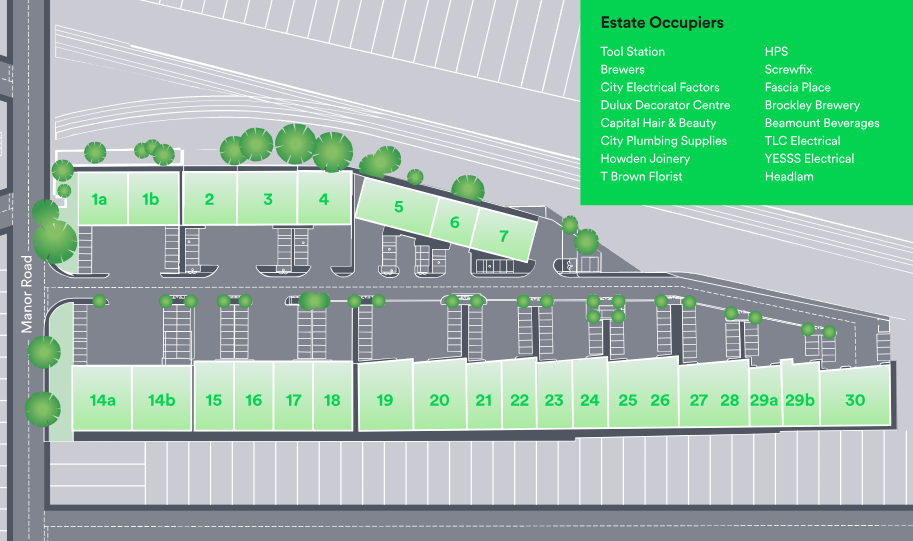 Estate Occupiers
Tool Station
Brewers
City Electrical Factors
Dulux Decorator Centre
Capital Hair & Beauty
City Plumbing Supplies
Howden Joinery
T Brown Florist
HPS
Screwfix
Fascia Place
Brockley Brewery
Beamount Beverages
TLC Electrical
YESSS Electrical
Headlam
1a 1b 2 3 4 5 6 7
Manor Road
14a 14b 15 16 17 18 19 20 21 22 23 24 25 26 27 28 29a 29b 30